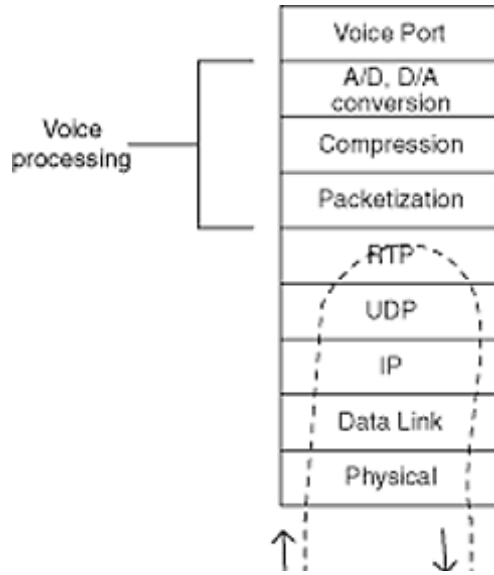 Voice Port
A/D, D/A
conversion
Voice
processing
Compression
Packetization
RTP
UDP
IP
Data Link
Physical